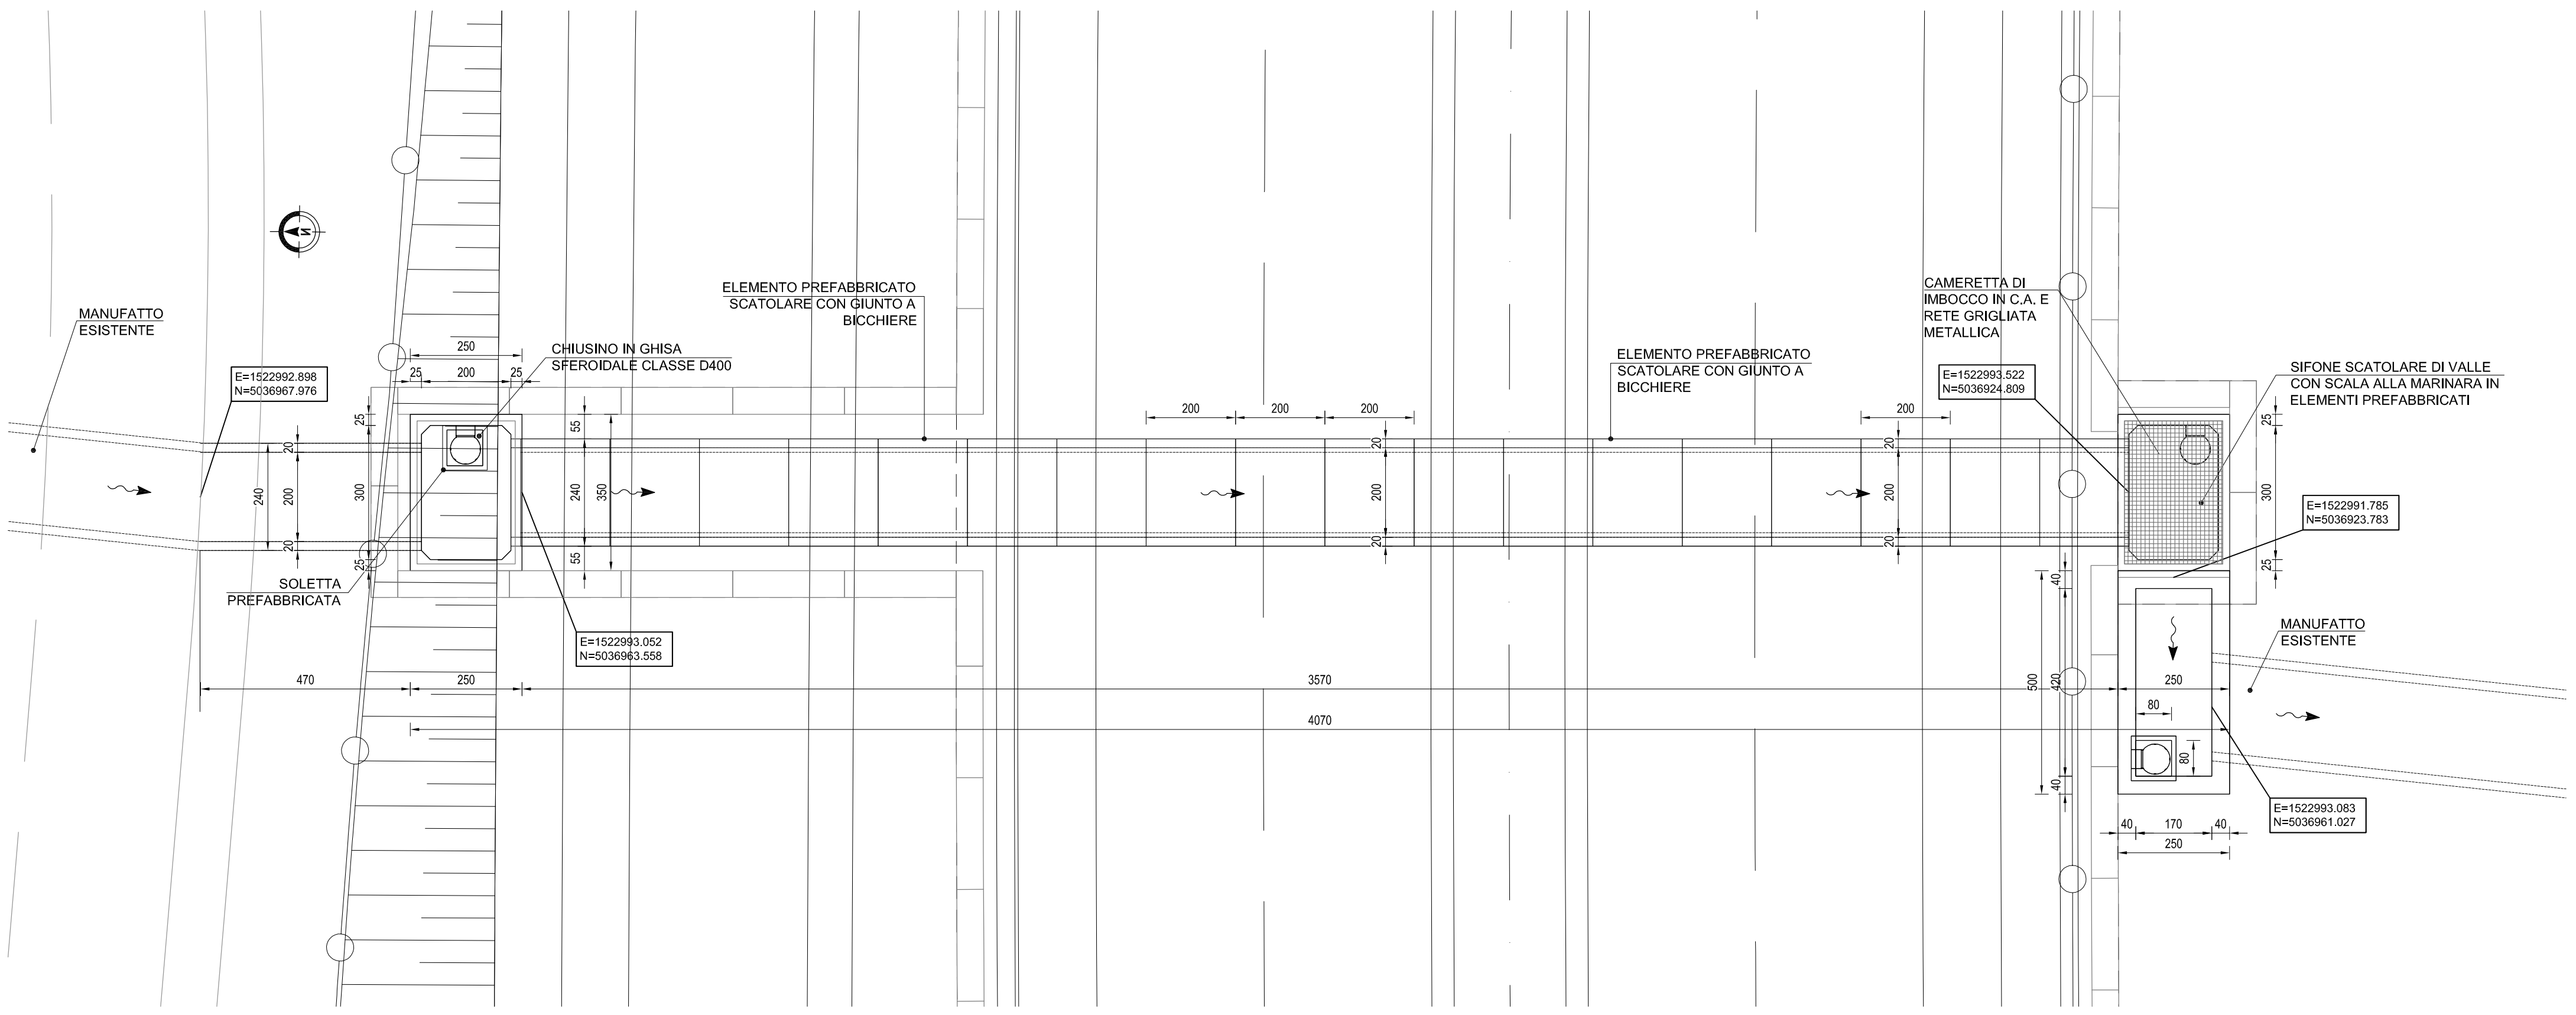 N
MANUFATTO
ESISTENTE
E=1522992.898
N=5036967.976
250
25
200
25
CHIUSINO IN GHISA
SFEROIDALE CLASSE D400
ELEMENTO PREFABBRICATO
SCATOLARE CON GIUNTO A
BICCHIERE
25
300
25
20
200
20
240
55
240
55
350
SOLETTA
PREFABBRICATA
E=1522993.052
N=5036963.558
200
200
200
20
200
20
ELEMENTO PREFABBRICATO
SCATOLARE CON GIUNTO A
BICCHIERE
200
20
200
20
CAMERETTA DI
IMBOCCO IN C.A. E
RETE GRIGLIATA
METALLICA
E=1522993.522
N=5036924.809
SIFONE SCATOLARE DI VALLE
CON SCALA ALLA MARINARA IN
ELEMENTI PREFABBRICATI
25
300
25
E=1522991.785
N=5036923.783
MANUFATTO
ESISTENTE
470
250
3570
250
4070
40
420
40
500
80
80
E=1522993.083
N=5036961.027
40
170
40
250